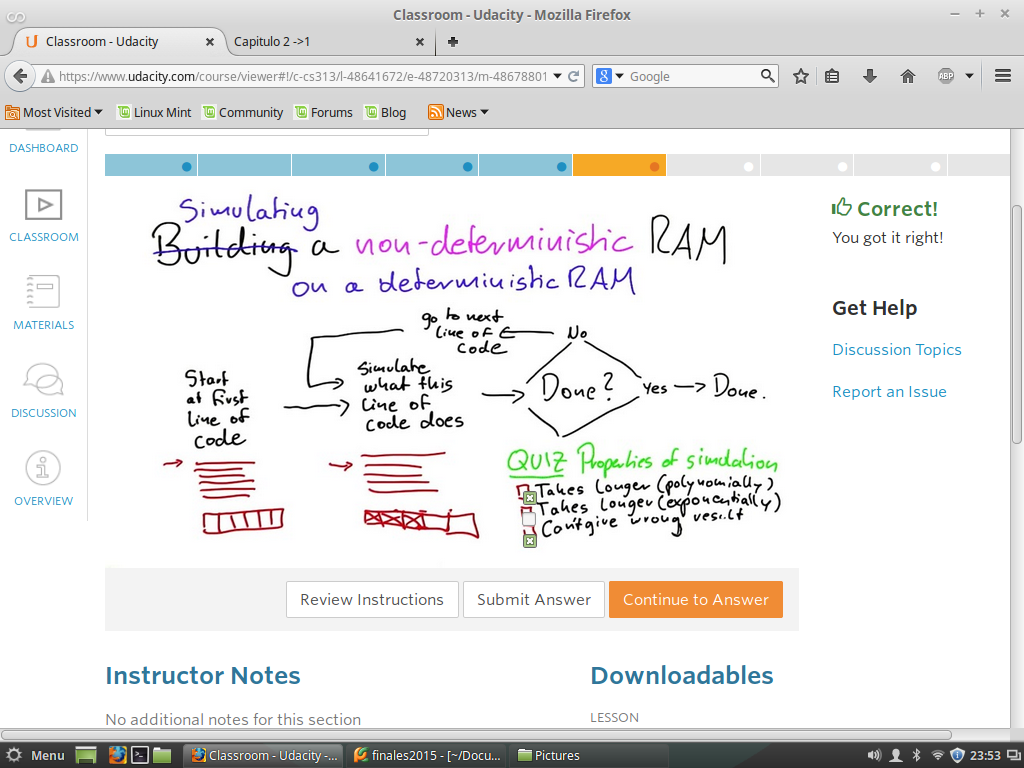 Classroom - Udacity - Mozilla Firefox
Classroom - Udacity
Capitulo 2 ->1
https://www.udacity.com/course/viewer#!/c-cs313/l-48641672/e-48720313/m-48678801
Google
ABP
Most Visited
Linux Mint
Community
Forums
Blog
News
DASHBOARD
CLASSROOM
MATERIALS
DISCUSSION
OVERVIEW
Simulating
Building a non-deterministic RAM
on a deterministic RAM
go to next
line of
code
No
Start
at first
line of
code
Simulate
what this
line of
code does
Done?
Yes
Done.
QUIZ Properties of simulation
Takes longer (polynomially)
Takes longer (exponentially)
Can't give wrong result
Correct!
You got it right!
Get Help
Discussion Topics
Report an Issue
Review Instructions
Submit Answer
Continue to Answer
Instructor Notes
No additional notes for this section
Downloadables
LESSON
Menu
Classroom - Udacity -...
finales2015 - [~/Docu...
Pictures
23:53